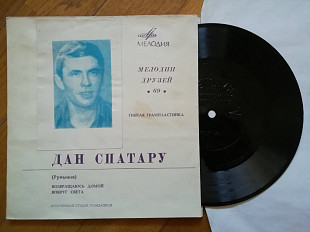 МЕЛОДИЯ
МЕЛОДИИ
ДРУЗЕЙ
• 69 •
ГИБКАЯ ГРАМПЛАСТИНКА
ДАН СПАТАРУ
(Румыния)
ВОЗВРАЩАЮСЬ ДОМОЙ
ВОКРУГ СВЕТА